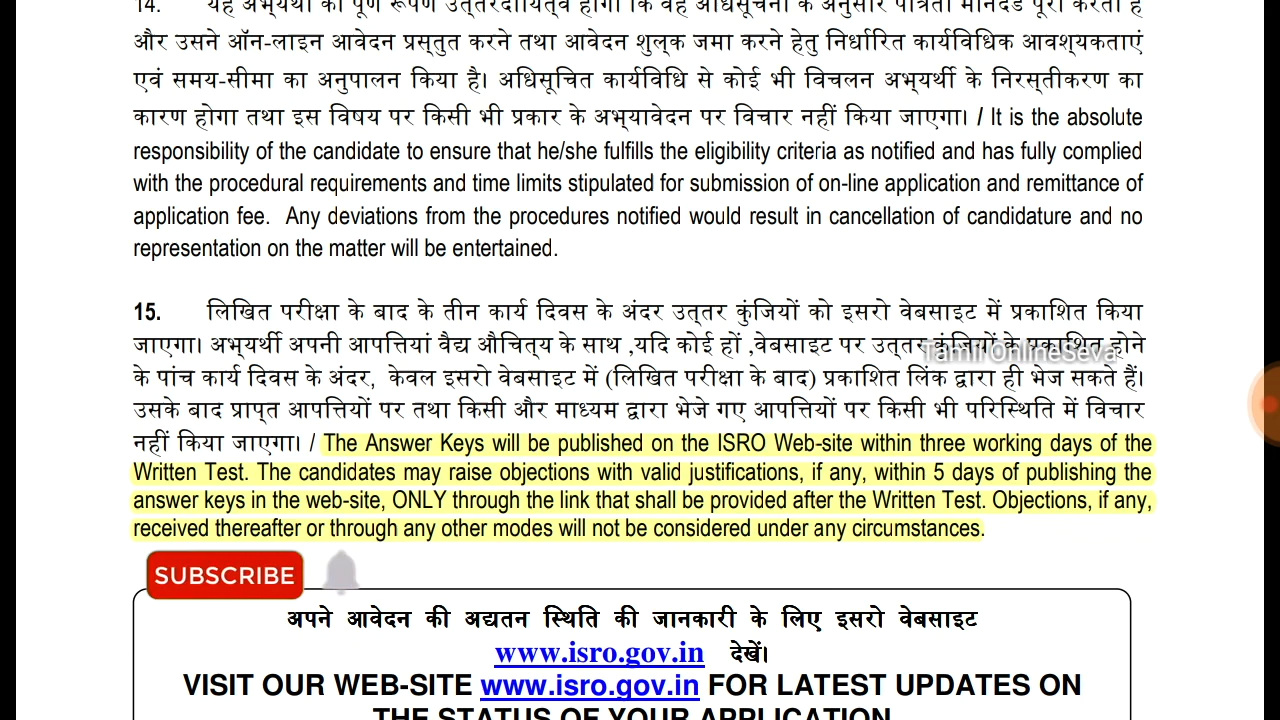 14. यह अभ्यर्थी का पूर्ण रूपेण उत्तरदायित्व होगा कि वह अधिसूचना के अनुसार पात्रता मानदंड पूरा करता है
और उसने ऑन-लाइन आवेदन प्रस्तुत करने तथा आवेदन शुल्क जमा करने हेतु निर्धारित कार्यविधिक आवश्यकताएं
एवं समय-सीमा का अनुपालन किया है। अधिसूचित कार्यविधि से कोई भी विचलन अभ्यर्थी के निरस्तीकरण का
कारण होगा तथा इस विषय पर किसी भी प्रकार के अभ्यावेदन पर विचार नहीं किया जाएगा। / It is the absolute
responsibility of the candidate to ensure that he/she fulfills the eligibility criteria as notified and has fully complied
with the procedural requirements and time limits stipulated for submission of on-line application and remittance of
application fee. Any deviations from the procedures notified would result in cancellation of candidature and no
representation on the matter will be entertained.
15. लिखित परीक्षा के बाद के तीन कार्य दिवस के अंदर उत्तर कुंजियों को इसरो वेबसाइट में प्रकाशित किया
जाएगा। अभ्यर्थी अपनी आपत्तियां वैद्य औचित्य के साथ ,यदि कोई हों ,वेबसाइट पर उत्तर कुंजियों के प्रकाशित होने
Tamil OnlineSeva
के पांच कार्य दिवस के अंदर, केवल इसरो वेबसाइट में (लिखित परीक्षा के बाद) प्रकाशित लिंक द्वारा ही भेज सकते हैं।
उसके बाद प्राप्त आपत्तियों पर तथा किसी और माध्यम द्वारा भेजे गए आपत्तियों पर किसी भी परिस्थिति में विचार
नहीं किया जाएगा। / The Answer Keys will be published on the ISRO Web-site within three working days of the
Written Test. The candidates may raise objections with valid justifications, if any, within 5 days of publishing the
answer keys in the web-site, ONLY through the link that shall be provided after the Written Test. Objections, if any,
received thereafter or through any other modes will not be considered under any circumstances.
SUBSCRIBE
अपने आवेदन की अद्यतन स्थिति की जानकारी के लिए इसरो वेबसाइट
www.isro.gov.in देखें।
VISIT OUR WEB-SITE www.isro.gov.in FOR LATEST UPDATES ON
THE STATUS OF YOUR APPLICATION